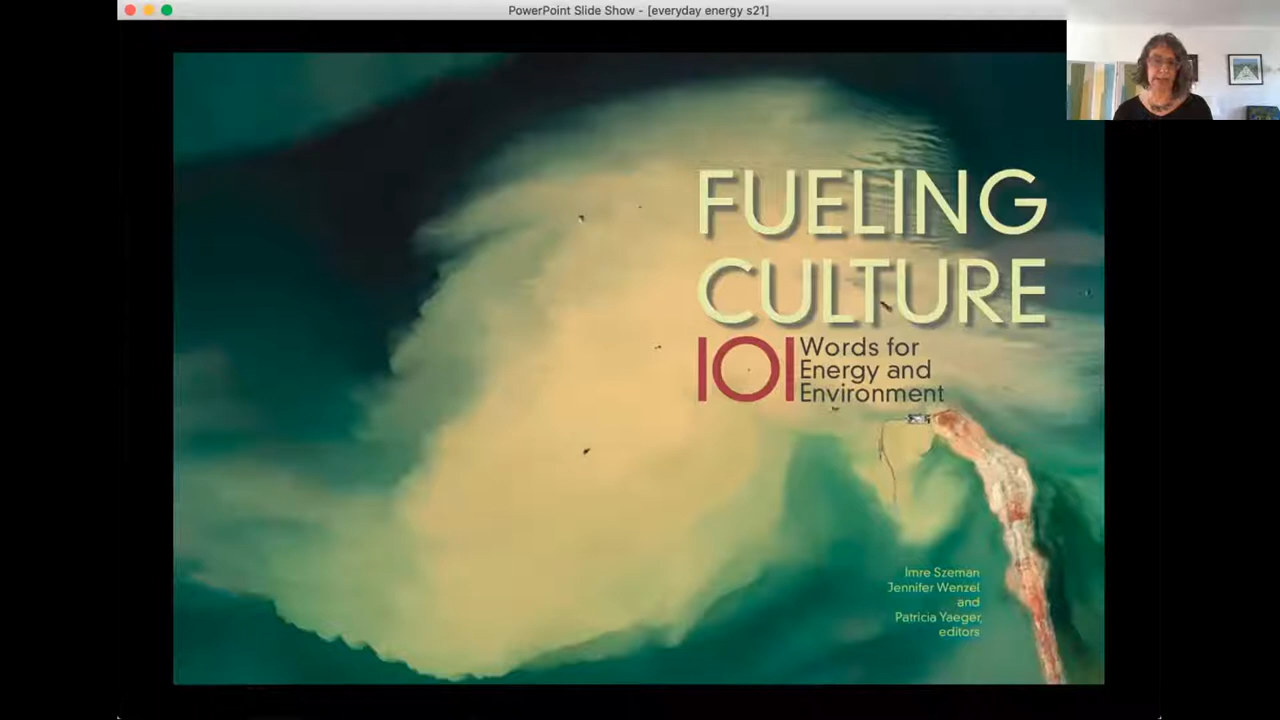 PowerPoint Slide Show - [everyday energy s21]
FUELING
CULTURE
101
Words for
Energy and
Environment
Imre Szeman
Jennifer Wenzel
and
Patricia Yaeger,
editors